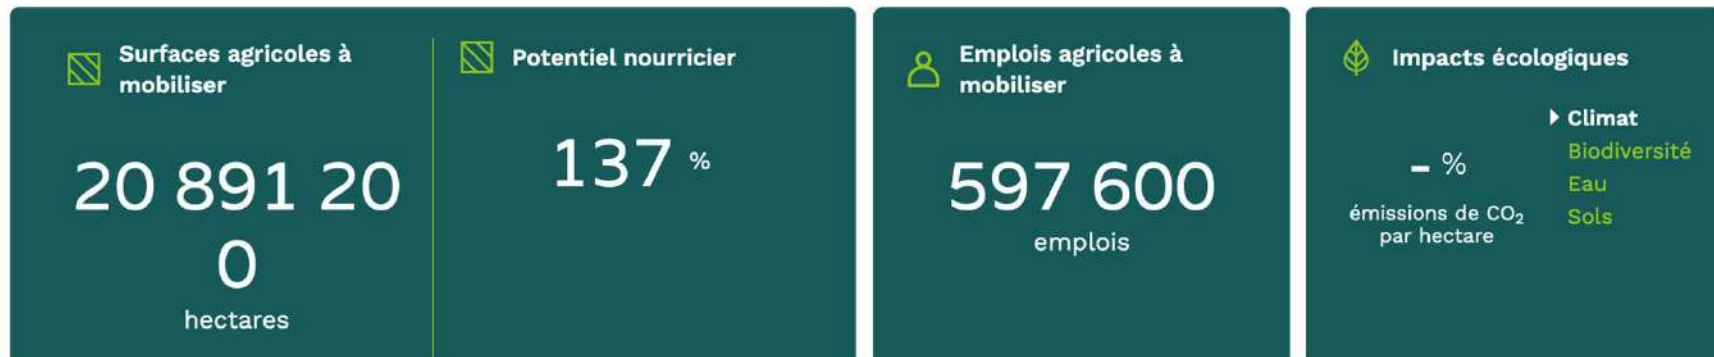 Surfaces agricoles à
mobiliser
20 891 20
0
hectares
Potentiel nourricier
137 %
Emplois agricoles à
mobiliser
597 600
emplois
Impacts écologiques
- %
émissions de CO₂
par hectare
Climat
Biodiversité
Eau
Sols